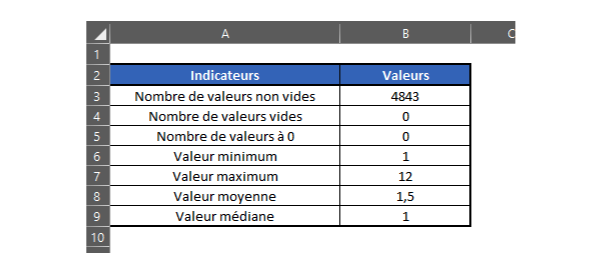 A B C
1
2 Indicateurs Valeurs
3 Nombre de valeurs non vides 4843
4 Nombre de valeurs vides 0
5 Nombre de valeurs à 0 0
6 Valeur minimum 1
7 Valeur maximum 12
8 Valeur moyenne 1,5
9 Valeur médiane 1
10